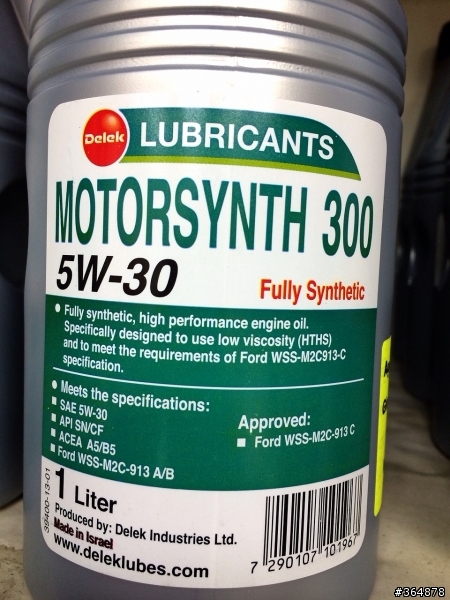 Delek
LUBRICANTS
MOTORSYNTH 300
5W-30
Fully Synthetic
● Fully synthetic, high performance engine oil.
Specifically designed to use low viscosity (HTHS)
and to meet the requirements of Ford WSS-M2C913-C
specification.
● Meets the specifications:
■ SAE 5W-30
■ API SN/CF
■ ACEA A5/B5
■ Ford WSS-M2C-913 A/B
Approved:
■ Ford WSS-M2C-913 C
39400-13-01
1 Liter
Produced by: Delek Industries Ltd.
Made in Israel
www.deleklubes.com
7 290107 101967
#364878